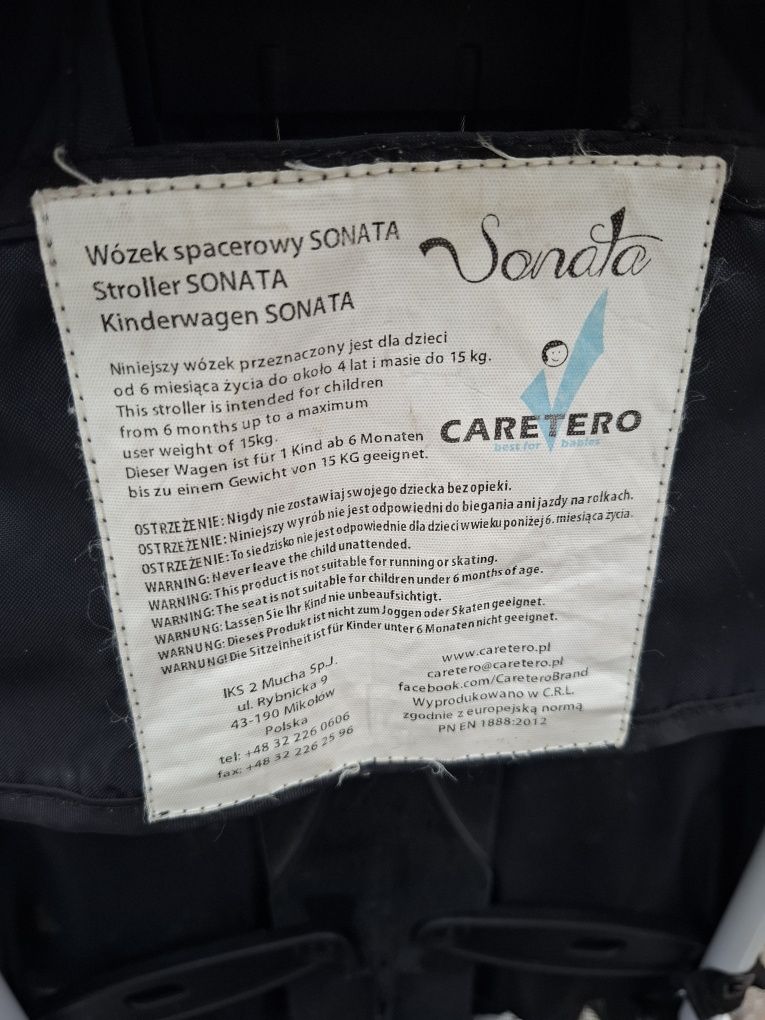 Wózek spacerowy SONATA
Stroller SONATA
Kinderwagen SONATA
Sonata
Niniejszy wózek przeznaczony jest dla dzieci
od 6 miesiąca życia do około 4 lat i masie do 15 kg.
This stroller is intended for children
from 6 months up to a maximum
user weight of 15kg.
Dieser Wagen ist für 1 Kind ab 6 Monaten
bis zu einem Gewicht von 15 KG geeignet.
CARETERO
best for babies
OSTRZEŻENIE: Nigdy nie zostawiaj swojego dziecka bez opieki.
OSTRZEŻENIE: Niniejszy wyrób nie jest odpowiedni do biegania ani jazdy na rolkach.
OSTRZEŻENIE: To siedzisko nie jest odpowiednie dla dzieci w wieku poniżej 6. miesiąca życia.
WARNING: Never leave the child unattended.
WARNING: This product is not suitable for running or skating.
WARNING: The seat is not suitable for children under 6 months of age.
WARNUNG: Lassen Sie Ihr Kind nie unbeaufsichtigt.
WARNUNG: Dieses Produkt ist nicht zum Joggen oder Skaten geeignet.
WARNUNG! Die Sitzeinheit ist für Kinder unter 6 Monaten nicht geeignet.
IKS 2 Mucha Sp.J.
ul. Rybnicka 9
43-190 Mikołów
Polska
tel: +48 32 226 0606
fax: +48 32 226 25 96
www.caretero.pl
caretero@caretero.pl
facebook.com/CareteroBrand
Wyprodukowano w C.R.L.
zgodnie z europejską normą
PN EN 1888:2012